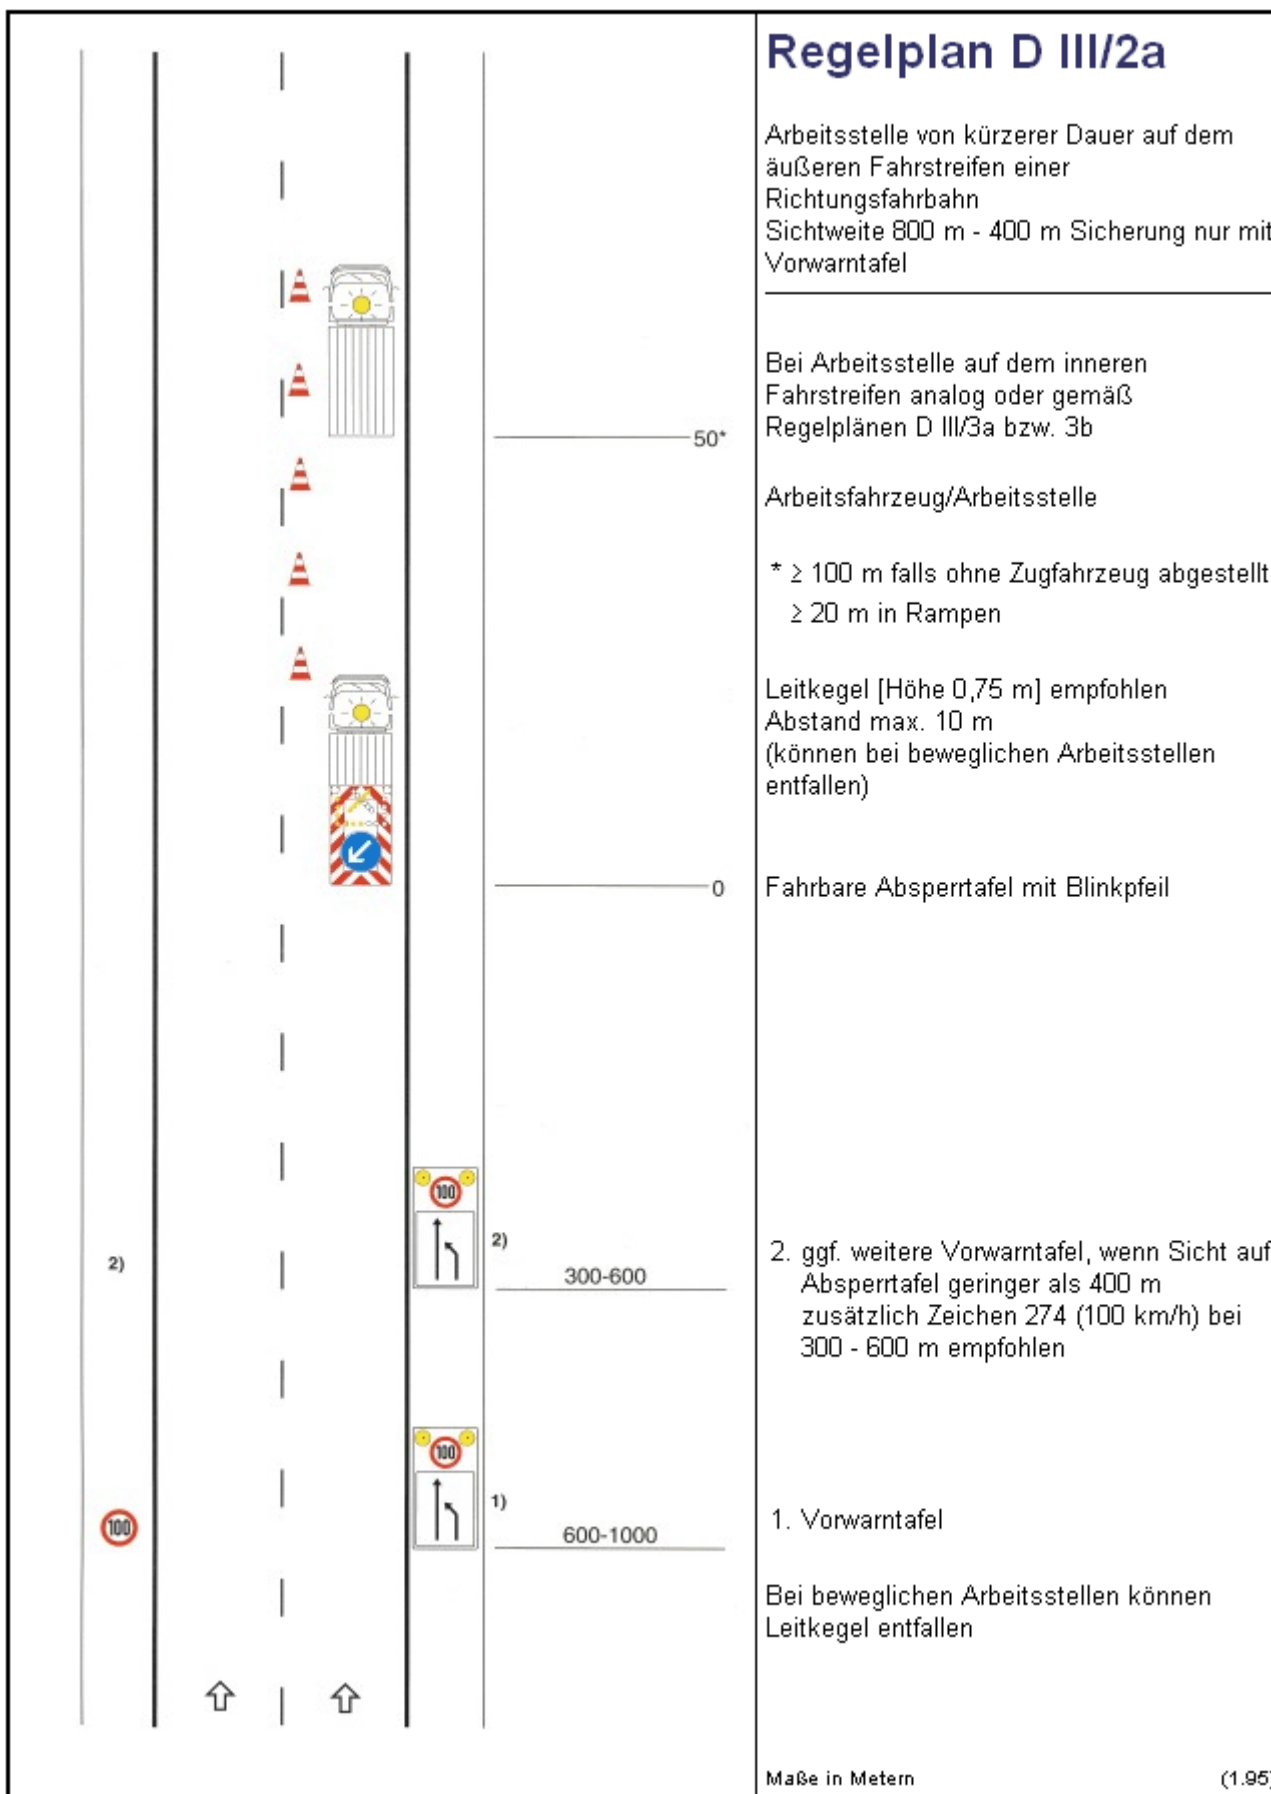 Regelplan D III/2a
Arbeitsstelle von kürzerer Dauer auf dem
äußeren Fahrstreifen einer
Richtungsfahrbahn
Sichtweite 800 m - 400 m Sicherung nur mit
Vorwarntafel
Bei Arbeitsstelle auf dem inneren
Fahrstreifen analog oder gemäß
Regelplänen D III/3a bzw. 3b
50*
Arbeitsfahrzeug/Arbeitsstelle
* ≥ 100 m falls ohne Zugfahrzeug abgestellt
≥ 20 m in Rampen
Leitkegel [Höhe 0,75 m] empfohlen
Abstand max. 10 m
(können bei beweglichen Arbeitsstellen
entfallen)
0
Fahrbare Absperrtafel mit Blinkpfeil
100
2)
2)
300-600
2. ggf. weitere Vorwarntafel, wenn Sicht auf
Absperrtafel geringer als 400 m
zusätzlich Zeichen 274 (100 km/h) bei
300 - 600 m empfohlen
100
100
1)
600-1000
1. Vorwarntafel
Bei beweglichen Arbeitsstellen können
Leitkegel entfallen
Maße in Metern
(1.95)